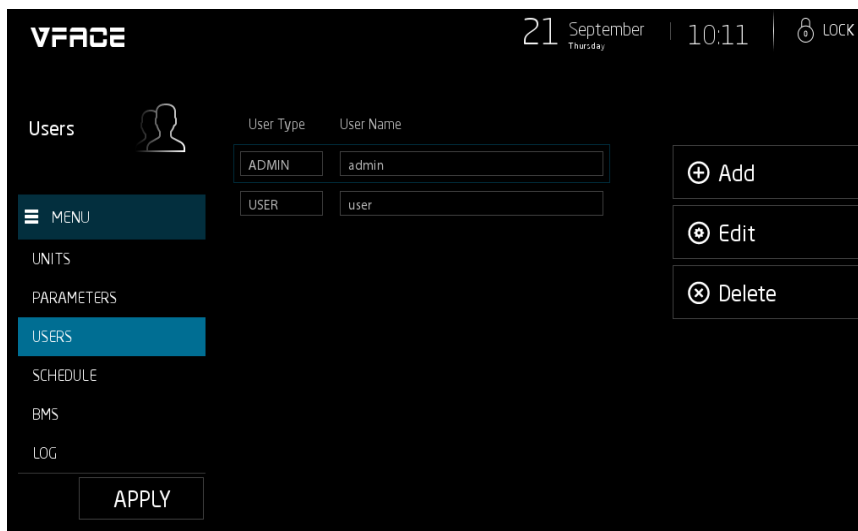 VFACE
21 September
Thursday
10:11
LOCK
Users
User Type User Name
ADMIN admin
USER user
Add
Edit
Delete
MENU
UNITS
PARAMETERS
USERS
SCHEDULE
BMS
LOG
APPLY